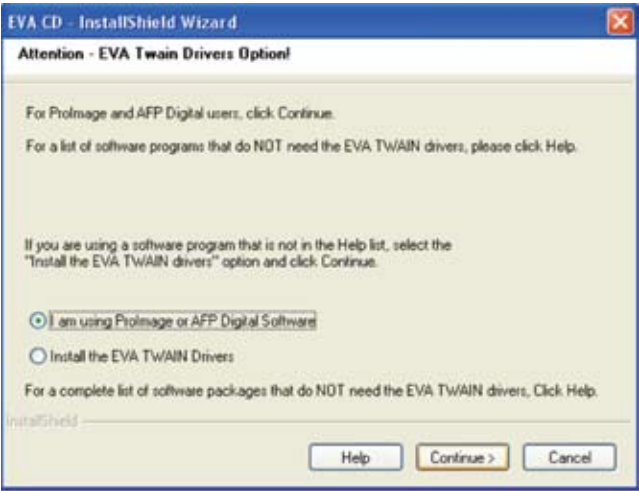 EVA CD - InstallShield Wizard
Attention - EVA Twain Drivers Option!
For ProImage and AFP Digital users, click Continue.
For a list of software programs that do NOT need the EVA TWAIN drivers, please click Help.
If you are using a software program that is not in the Help list, select the
"Install the EVA TWAIN drivers" option and click Continue.
I am using ProImage or AFP Digital Software
Install the EVA TWAIN Drivers
For a complete list of software packages that do NOT need the EVA TWAIN drivers, Click Help.
InstallShield
Help
Continue >
Cancel